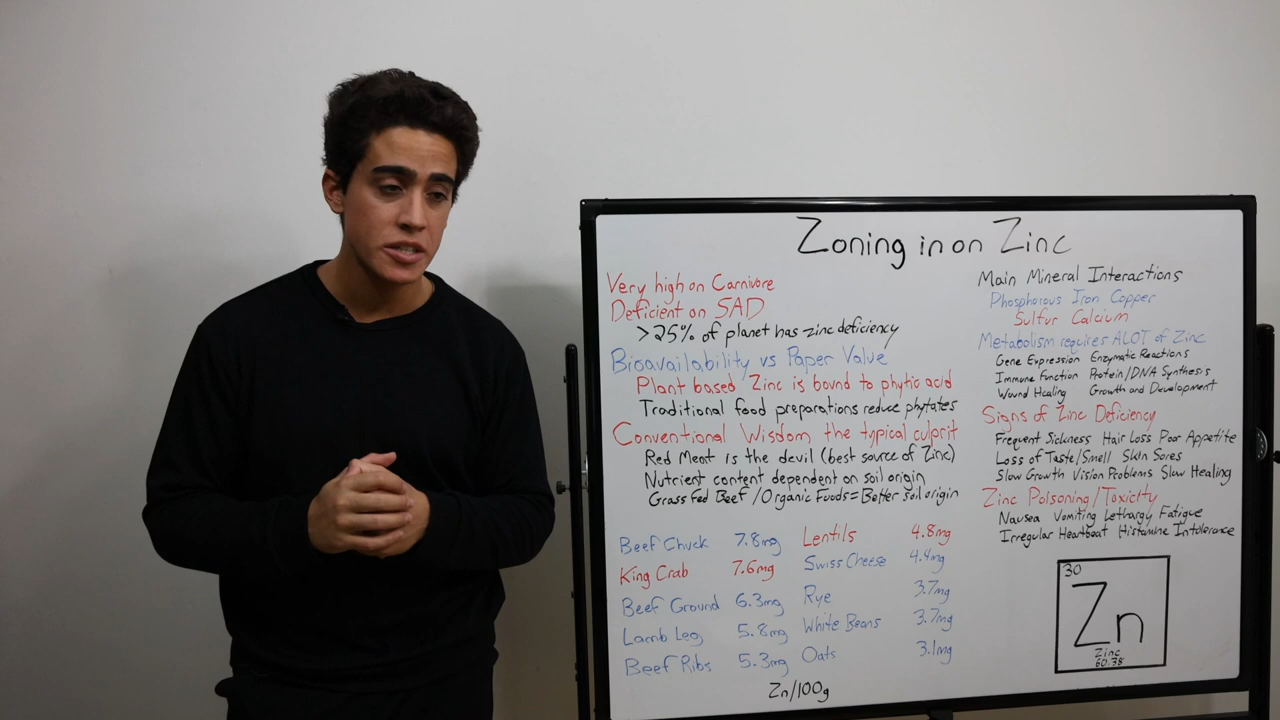 Zoning in on Zinc
Very high on Carnivore
Deficient on SAD
>25% of planet has zinc deficiency
Bioavailability vs Paper Value
Plant based Zinc is bound to phytic acid
Traditional food preparations reduce phytates
Conventional Wisdom the typical culprit
Red Meat is the devil (best source of Zinc)
Nutrient content dependent on soil origin
Grass Fed Beef/Organic Foods=Better soil origin
Beef Chuck 7.8mg
King Crab 7.6mg
Beef Ground 6.3mg
Lamb Leg 5.8mg
Beef Ribs 5.3mg
Lentils 4.8mg
Swiss Cheese 4.4mg
Rye 3.7mg
White Beans 3.7mg
Oats 3.1mg
Zn/100g
Main Mineral Interactions
Phosphorous Iron Copper
Sulfur Calcium
Metabolism requires ALOT of Zinc
Gene Expression Enzymatic Reactions
Immune Function Protein/DNA Synthesis
Wound Healing Growth and Development
Signs of Zinc Deficiency
Frequent Sickness Hair Loss Poor Appetite
Loss of Taste/Smell Skin Sores
Slow Growth Vision Problems Slow Healing
Zinc Poisoning/Toxicity
Nausea Vomiting Lethargy Fatigue
Irregular Heartbeat Histamine Intolerance
30
Zn
Zinc
60.38